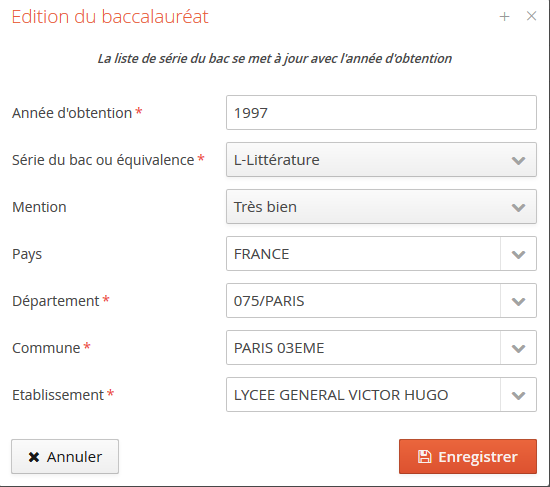 Edition du baccalauréat
La liste de série du bac se met à jour avec l'année d'obtention
Année d'obtention * 1997
Série du bac ou équivalence * L-Littérature
Mention Très bien
Pays FRANCE
Département * 075/PARIS
Commune * PARIS 03EME
Etablissement * LYCEE GENERAL VICTOR HUGO
Annuler Enregistrer